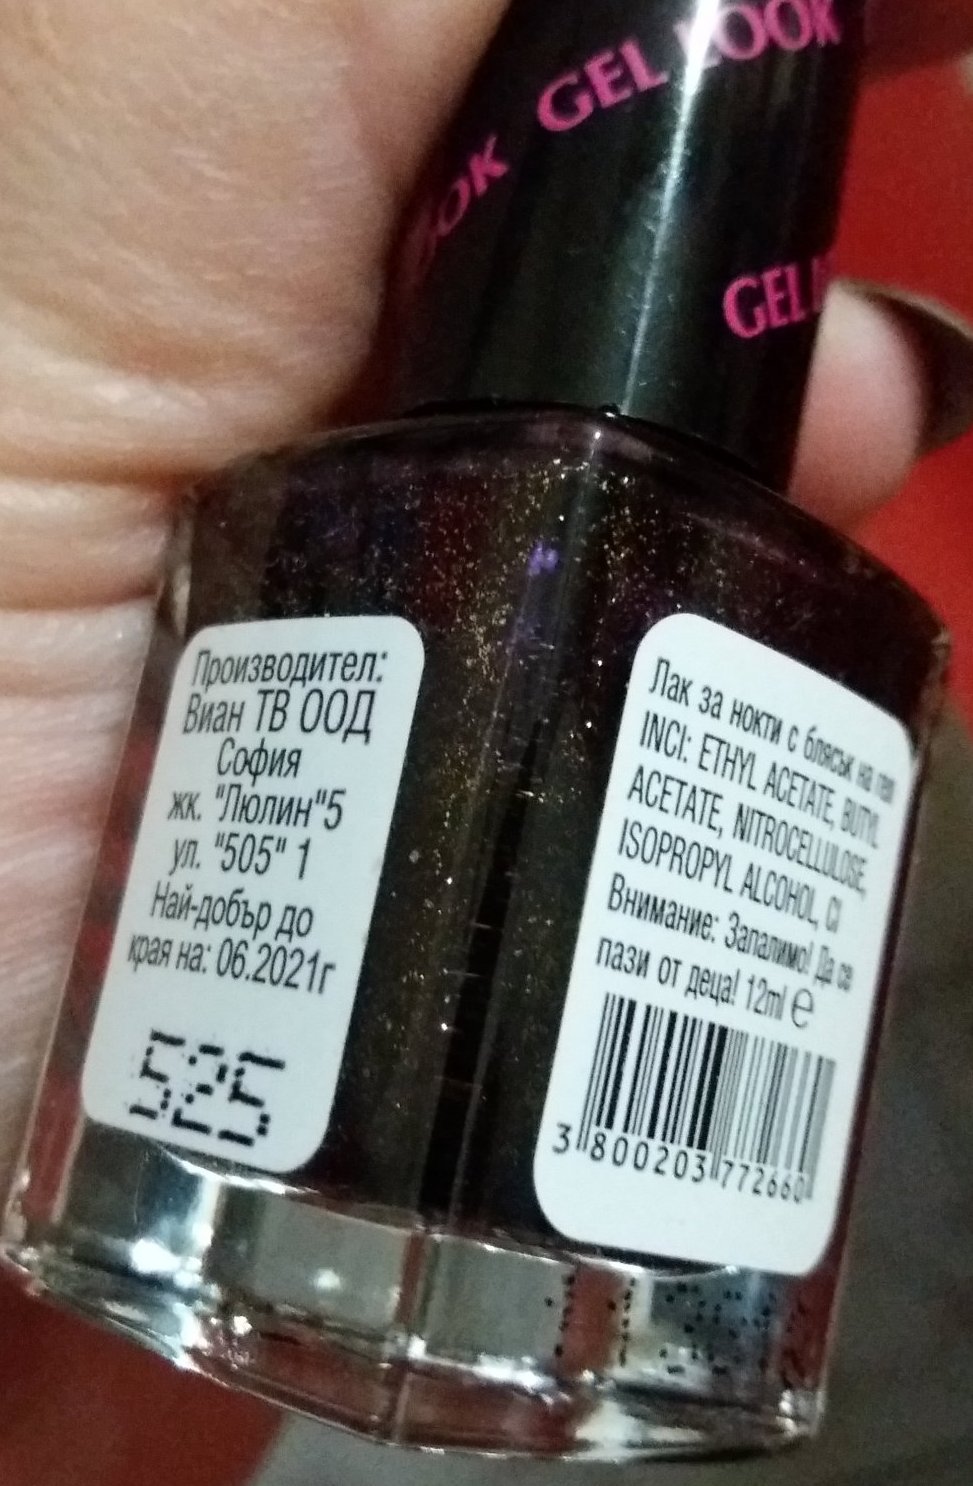 GEL LOOK
OOK
GEL
Производител:
Виан ТВ ООД
София
жк. "Люлин"5
ул. "505" 1
Най-добър до
края на: 06.2021г
525
Лак за нокти с блясък на гел
INCI: ETHYL ACETATE, BUTYL
ACETATE, NITROCELLULOSE,
ISOPROPYL ALCOHOL, CI
Внимание: Запалимо! Да се
пази от деца! 12ml e
3 800203 772660